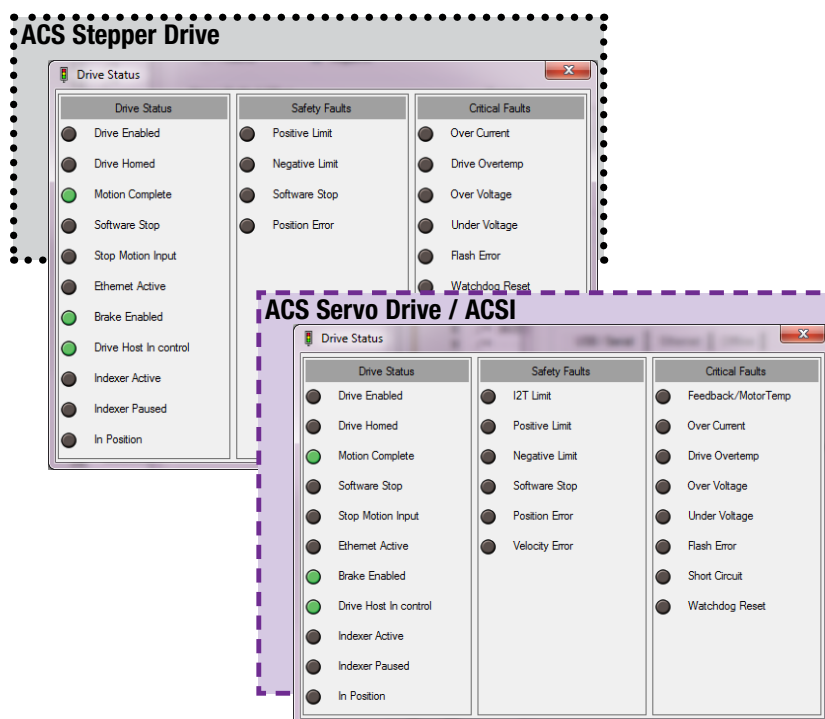 ACS Stepper Drive
Drive Status
Drive Status
Drive Enabled
Drive Homed
Motion Complete
Software Stop
Stop Motion Input
Ethernet Active
Brake Enabled
Drive Host In control
Indexer Active
Indexer Paused
In Position
Safety Faults
Positive Limit
Negative Limit
Software Stop
Position Error
Critical Faults
Over Current
Drive Overtemp
Over Voltage
Under Voltage
Flash Error
Watchdog Reset
ACS Servo Drive / ACSI
Drive Status
Drive Status
Drive Enabled
Drive Homed
Motion Complete
Software Stop
Stop Motion Input
Ethernet Active
Brake Enabled
Drive Host In control
Indexer Active
Indexer Paused
In Position
Safety Faults
I2T Limit
Positive Limit
Negative Limit
Software Stop
Position Error
Velocity Error
Critical Faults
Feedback/MotorTemp
Over Current
Drive Overtemp
Over Voltage
Under Voltage
Flash Error
Short Circuit
Watchdog Reset